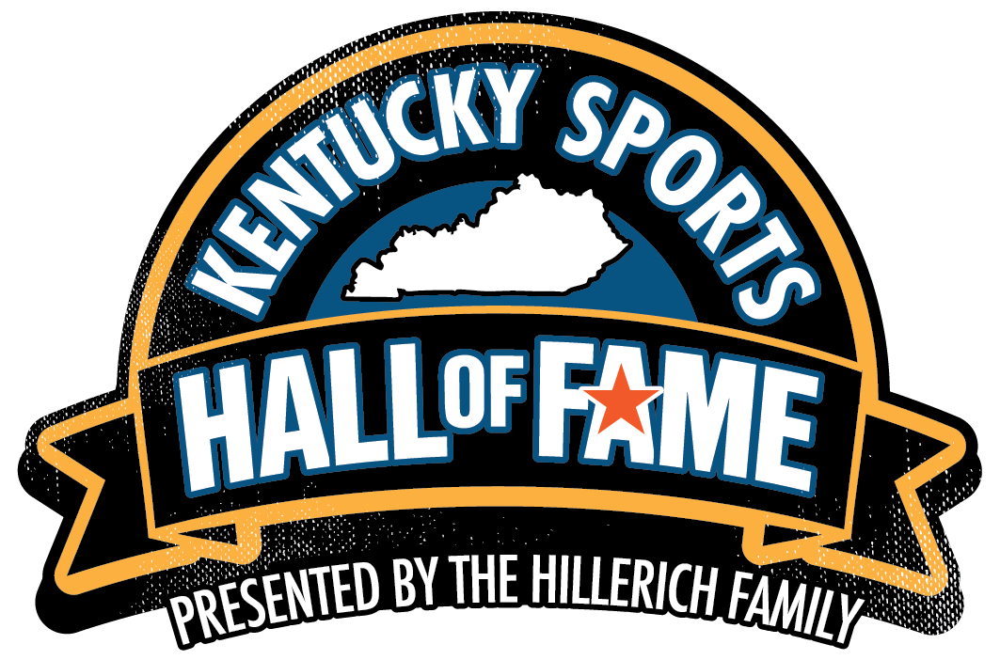 KENTUCKY SPORTS
HALL OF FAME
PRESENTED BY THE HILLERICH FAMILY